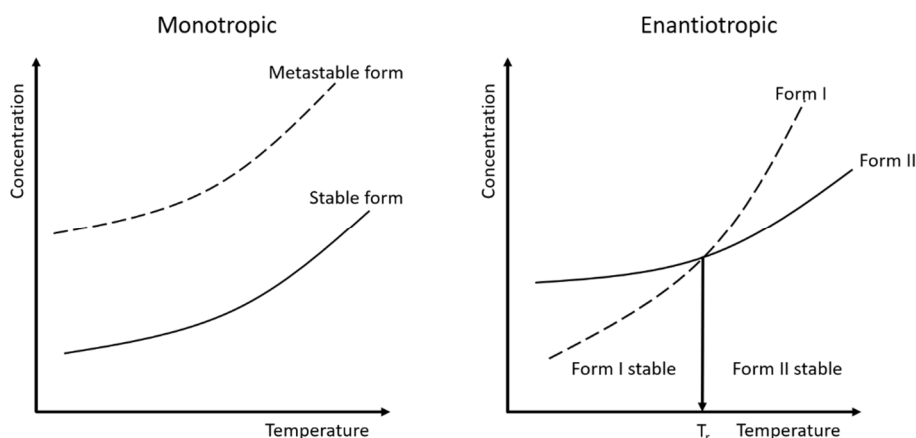 Monotropic
Concentration
Metastable form
Stable form
Temperature
Enantiotropic
Concentration
Form I
Form II
Form I stable
Form II stable
Temperature